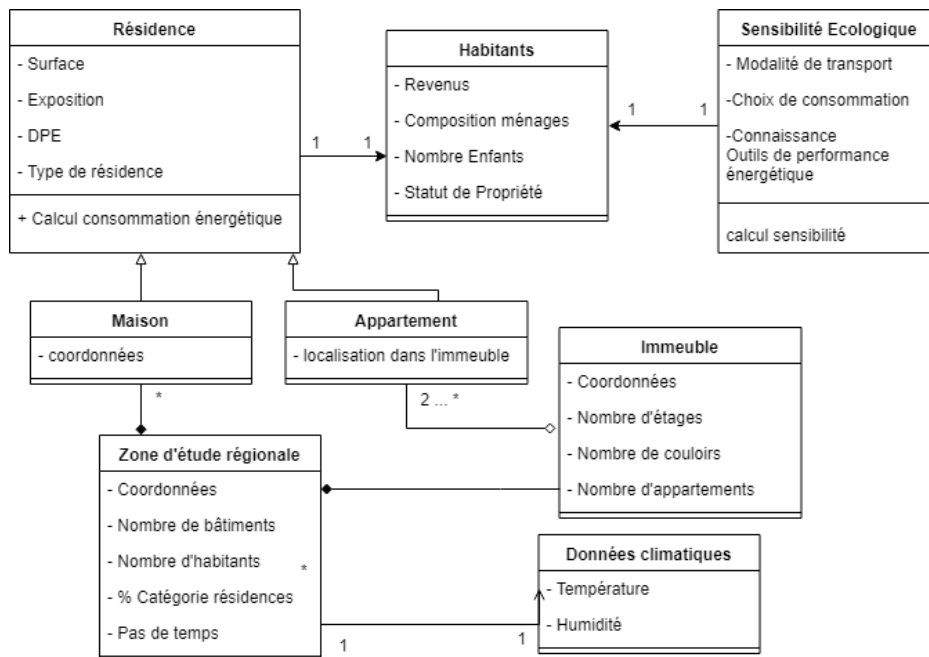 Résidence
- Surface
- Exposition
- DPE
- Type de résidence
+ Calcul consommation énergétique
1
1
Habitants
- Revenus
- Composition ménages
- Nombre Enfants
- Statut de Propriété
1
1
Sensibilité Ecologique
- Modalité de transport
-Choix de consommation
-Connaissance
Outils de performance
énergétique
calcul sensibilité
Maison
- coordonnées
*
Appartement
- localisation dans l'immeuble
2 ... *
Immeuble
- Coordonnées
- Nombre d'étages
- Nombre de couloirs
- Nombre d'appartements
Zone d'étude régionale
- Coordonnées
- Nombre de bâtiments
- Nombre d'habitants
*
- % Catégorie résidences
- Pas de temps
1
1
Données climatiques
- Température
- Humidité